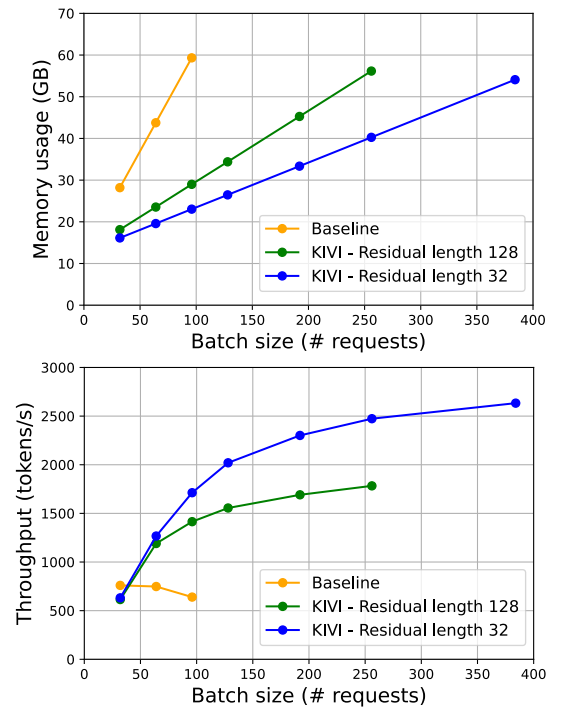 70
60
50
40
30
20
10
0
Memory usage (GB)
Baseline
KIVI - Residual length 128
KIVI - Residual length 32
0 50 100 150 200 250 300 350 400
Batch size (# requests)
3000
2500
2000
1500
1000
500
0
Throughput (tokens/s)
Baseline
KIVI - Residual length 128
KIVI - Residual length 32
0 50 100 150 200 250 300 350 400
Batch size (# requests)